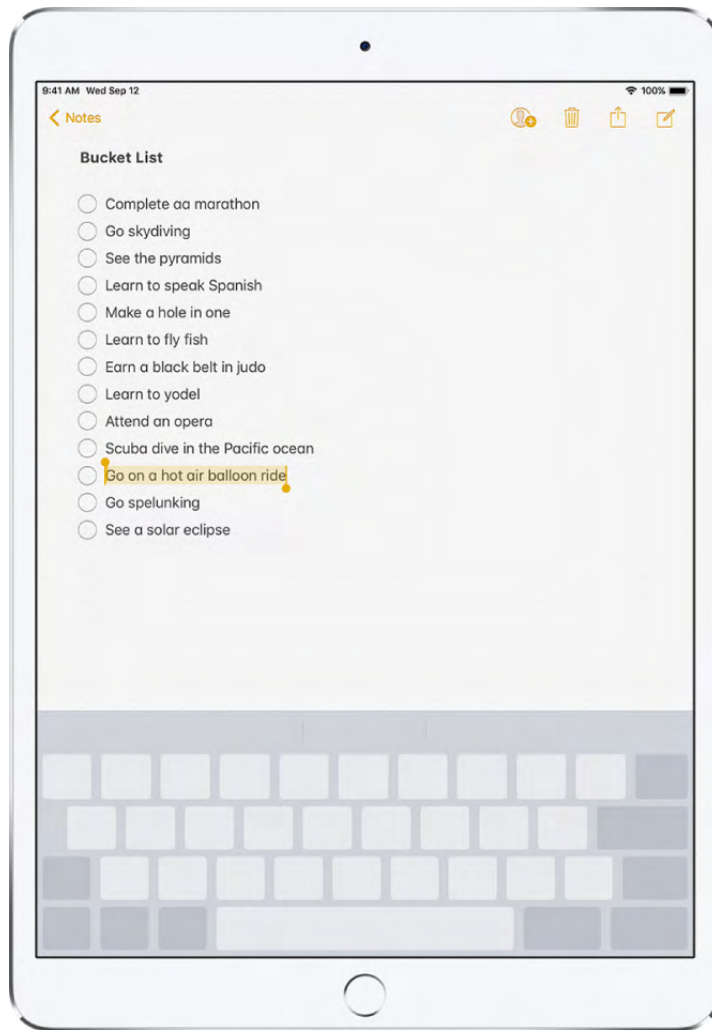 9:41 AM Wed Sep 12 100%
Notes
Bucket List
Complete aa marathon
Go skydiving
See the pyramids
Learn to speak Spanish
Make a hole in one
Learn to fly fish
Earn a black belt in judo
Learn to yodel
Attend an opera
Scuba dive in the Pacific ocean
Go on a hot air balloon ride
Go spelunking
See a solar eclipse